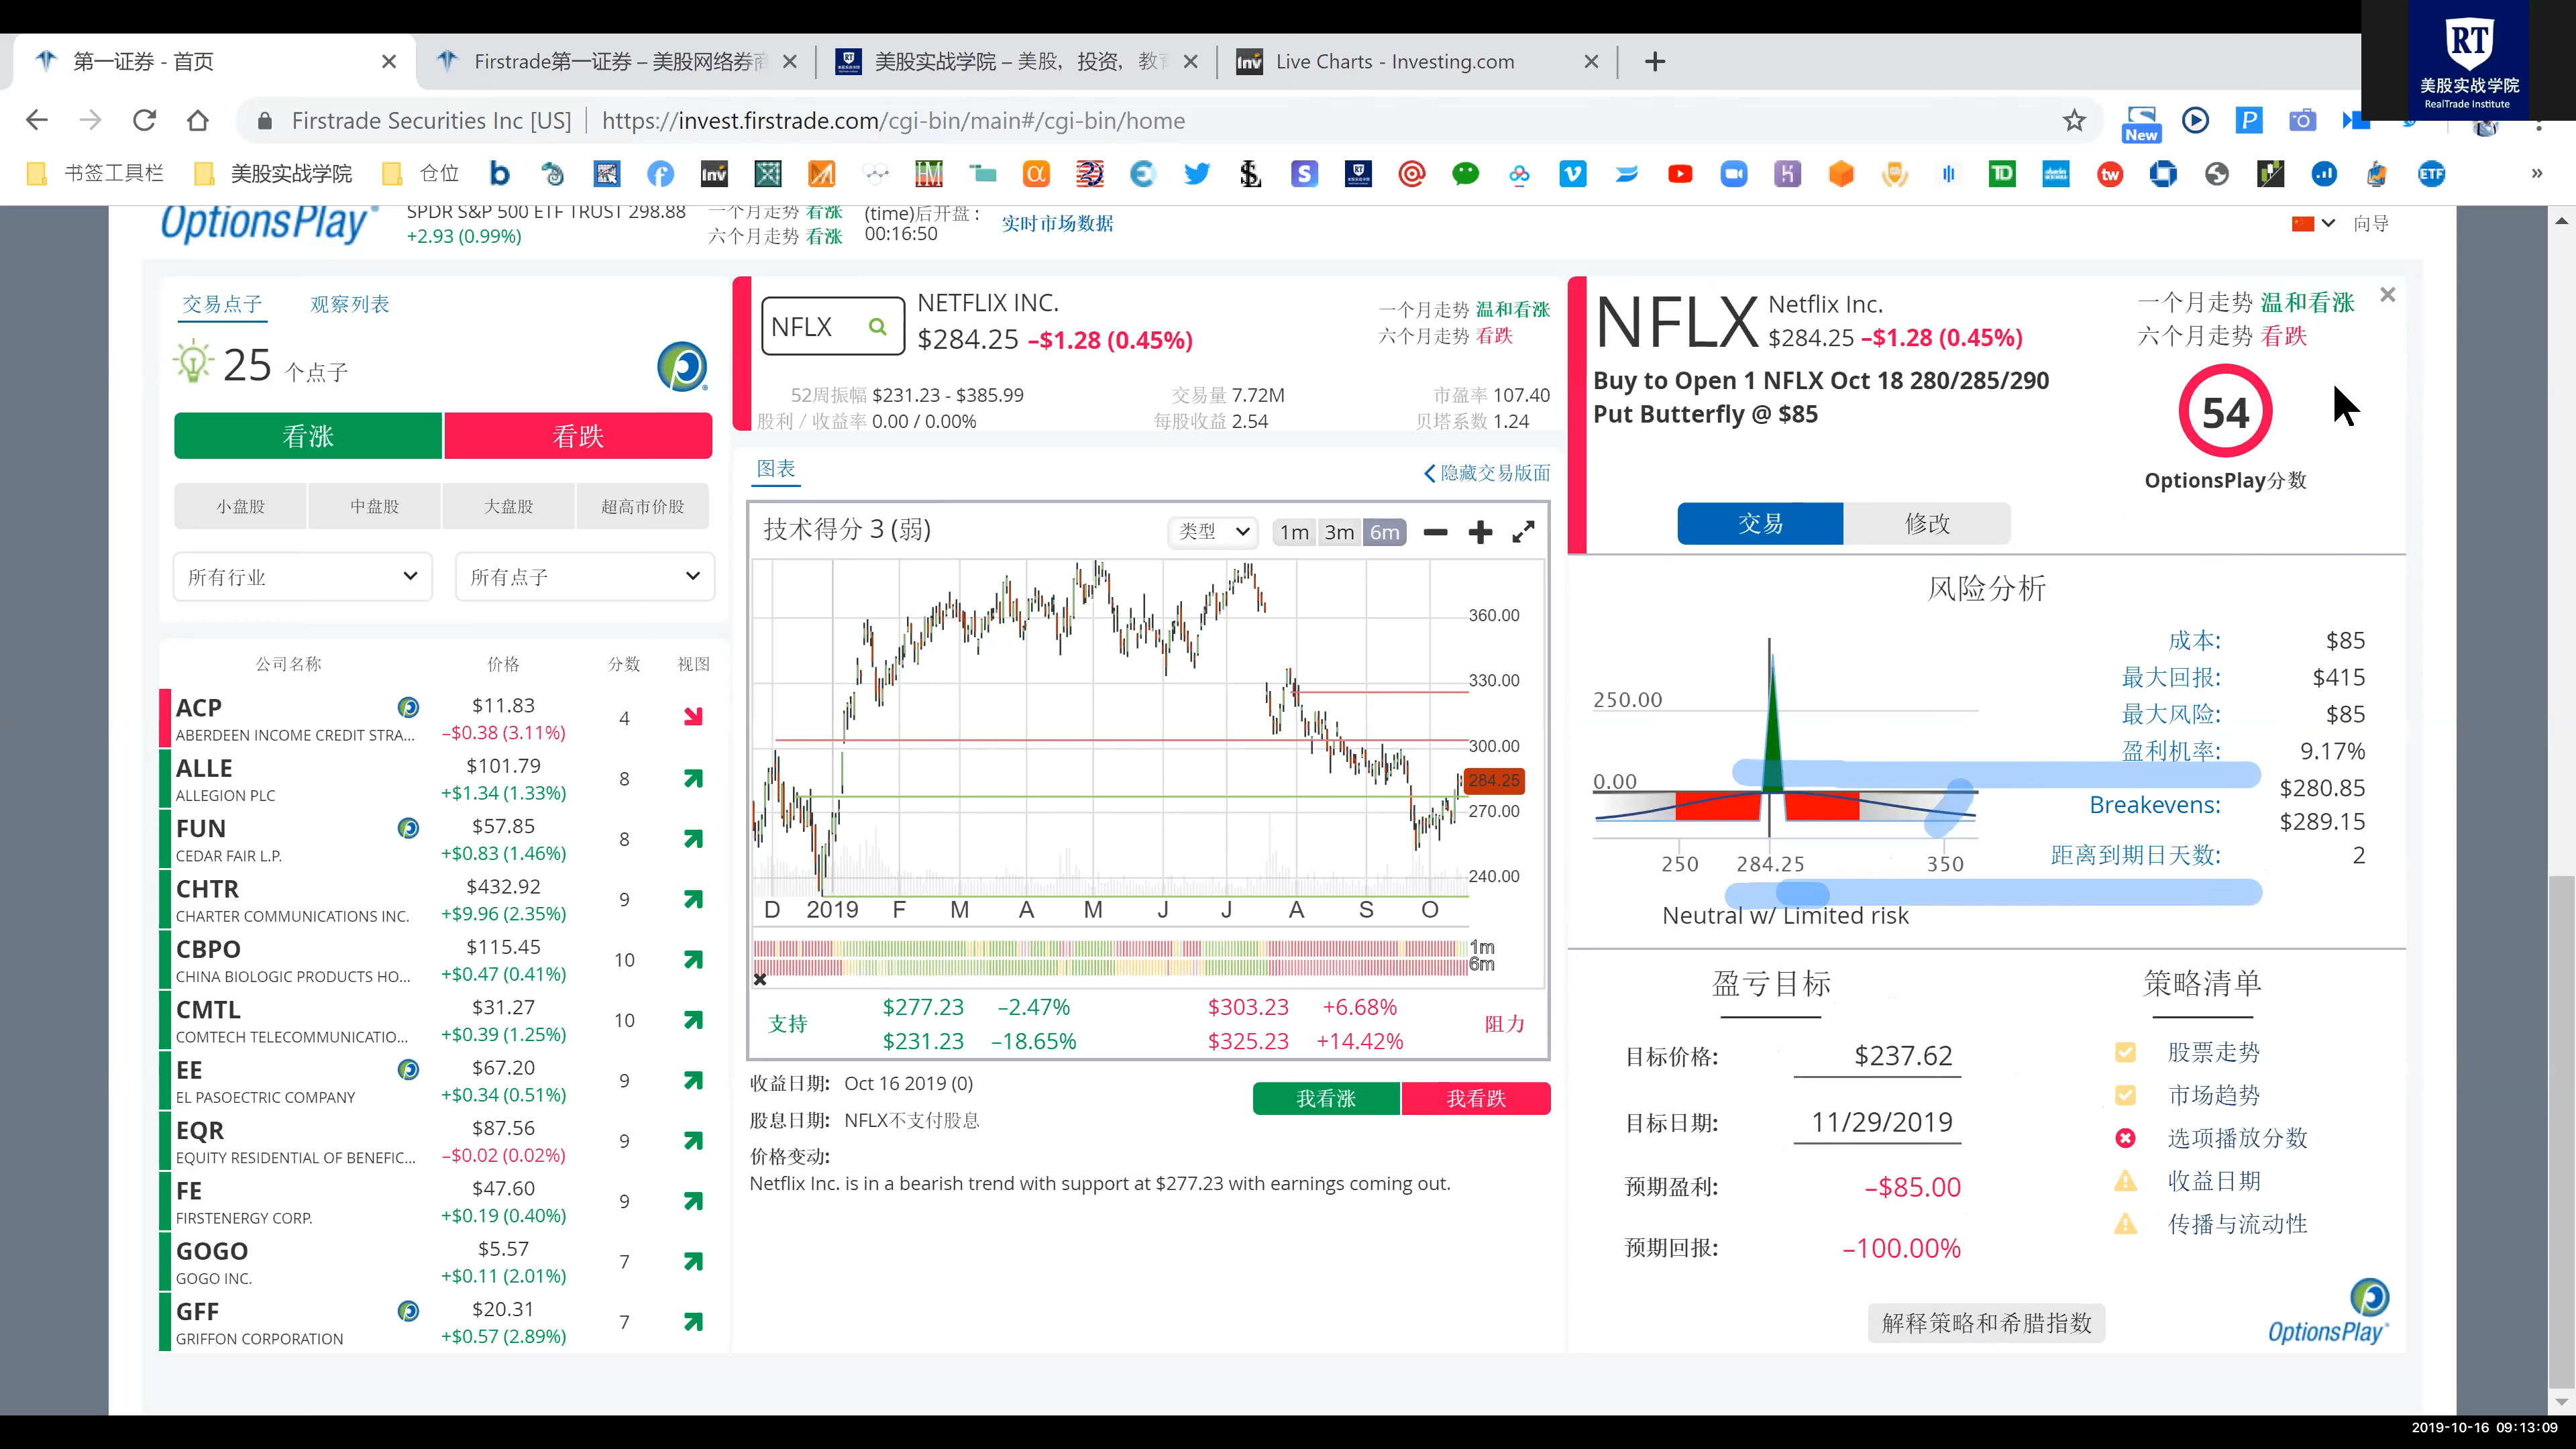 第一证券 - 首页
Firstrade第一证券 – 美股网络券商
美股实战学院 – 美股, 投资, 教育
Live Charts - Investing.com
RT
美股实战学院
RealTrade Institute
Firstrade Securities Inc [US] | https://invest.firstrade.com/cgi-bin/main#/cgi-bin/home
New
书签工具栏 美股实战学院 仓位
OptionsPlay
SPDR S&P 500 ETF TRUST 298.88
+2.93 (0.99%)
一个月走势 看涨
六个月走势 看涨
(time)后开盘 :
00:16:50
实时市场数据
向导
交易点子 观察列表
25 个点子
看涨 看跌
小盘股 中盘股 大盘股 超高市价股
所有行业 所有点子
公司名称 价格 分数 视图
ACP $11.83 4
ABERDEEN INCOME CREDIT STRA... –$0.38 (3.11%)
ALLE $101.79 8
ALLEGION PLC +$1.34 (1.33%)
FUN $57.85 8
CEDAR FAIR L.P. +$0.83 (1.46%)
CHTR $432.92 9
CHARTER COMMUNICATIONS INC. +$9.96 (2.35%)
CBPO $115.45 10
CHINA BIOLOGIC PRODUCTS HO... +$0.47 (0.41%)
CMTL $31.27 10
COMTECH TELECOMMUNICATIO... +$0.39 (1.25%)
EE $67.20 9
EL PASOECTRIC COMPANY +$0.34 (0.51%)
EQR $87.56 9
EQUITY RESIDENTIAL OF BENEFIC... –$0.02 (0.02%)
FE $47.60 9
FIRSTENERGY CORP. +$0.19 (0.40%)
GOGO $5.57 7
GOGO INC. +$0.11 (2.01%)
GFF $20.31 7
GRIFFON CORPORATION +$0.57 (2.89%)
NFLX
NETFLIX INC.
$284.25 –$1.28 (0.45%)
一个月走势 温和看涨
六个月走势 看跌
52周振幅 $231.23 - $385.99 交易量 7.72M 市盈率 107.40
股利 / 收益率 0.00 / 0.00% 每股收益 2.54 贝塔系数 1.24
图表 隐藏交易版面
技术得分 3 (弱) 类型 1m 3m 6m
360.00
330.00
300.00
284.25
270.00
240.00
D 2019 F M A M J J A S O
1m
6m
支持 $277.23 –2.47% $303.23 +6.68% 阻力
$231.23 –18.65% $325.23 +14.42%
收益日期: Oct 16 2019 (0)
我看涨 我看跌
股息日期: NFLX不支付股息
价格变动:
Netflix Inc. is in a bearish trend with support at $277.23 with earnings coming out.
NFLX Netflix Inc.
$284.25 –$1.28 (0.45%)
一个月走势 温和看涨
六个月走势 看跌
Buy to Open 1 NFLX Oct 18 280/285/290
Put Butterfly @ $85
54
OptionsPlay分数
交易 修改
风险分析
250.00
0.00
250 284.25 350
Neutral w/ Limited risk
成本: $85
最大回报: $415
最大风险: $85
盈利机率: 9.17%
Breakevens: $280.85
$289.15
距离到期日天数: 2
盈亏目标
目标价格: $237.62
目标日期: 11/29/2019
预期盈利: –$85.00
预期回报: –100.00%
策略清单
股票走势
市场趋势
选项播放分数
收益日期
传播与流动性
解释策略和希腊指数
OptionsPlay
2019-10-16 09:13:09